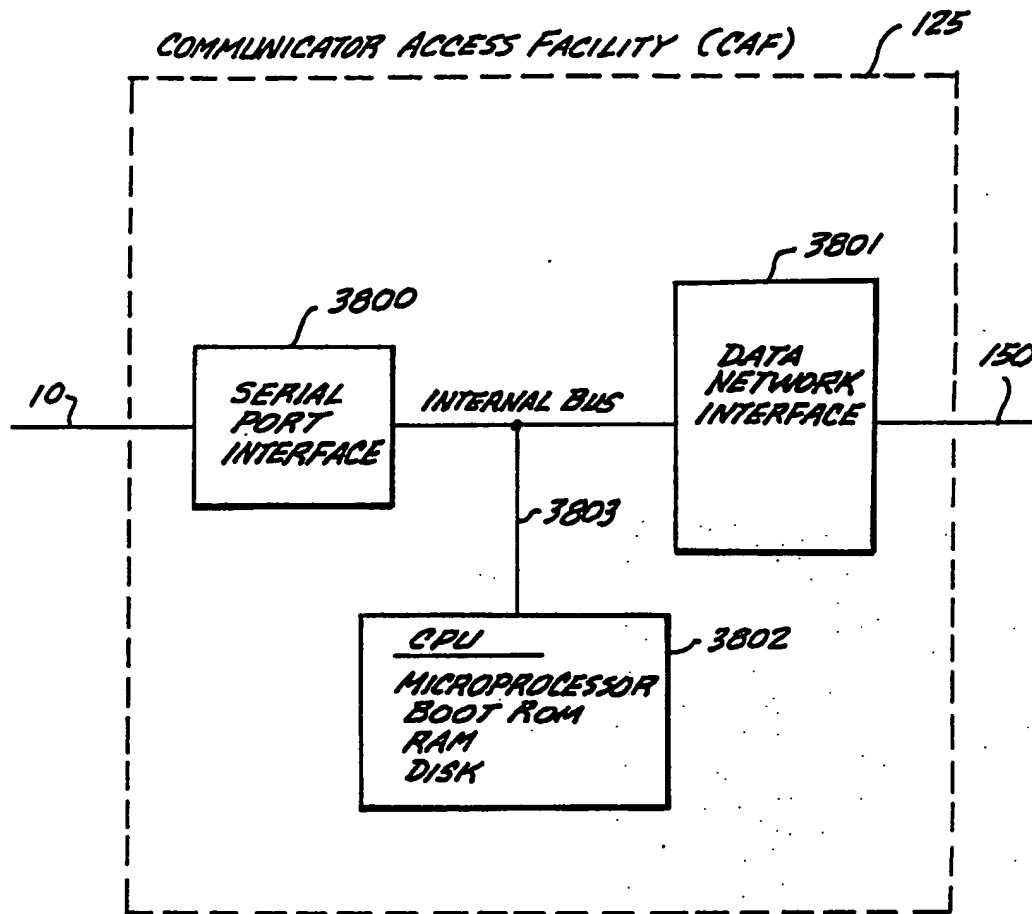 COMMUNICATOR ACCESS FACILITY (CAF)
125
3801
3800
DATA
NETWORK
INTERFACE
150
10
SERIAL
PORT
INTERFACE
INTERNAL BUS
3803
CPU
3802
MICROPROCESSOR
BOOT ROM
RAM
DISK